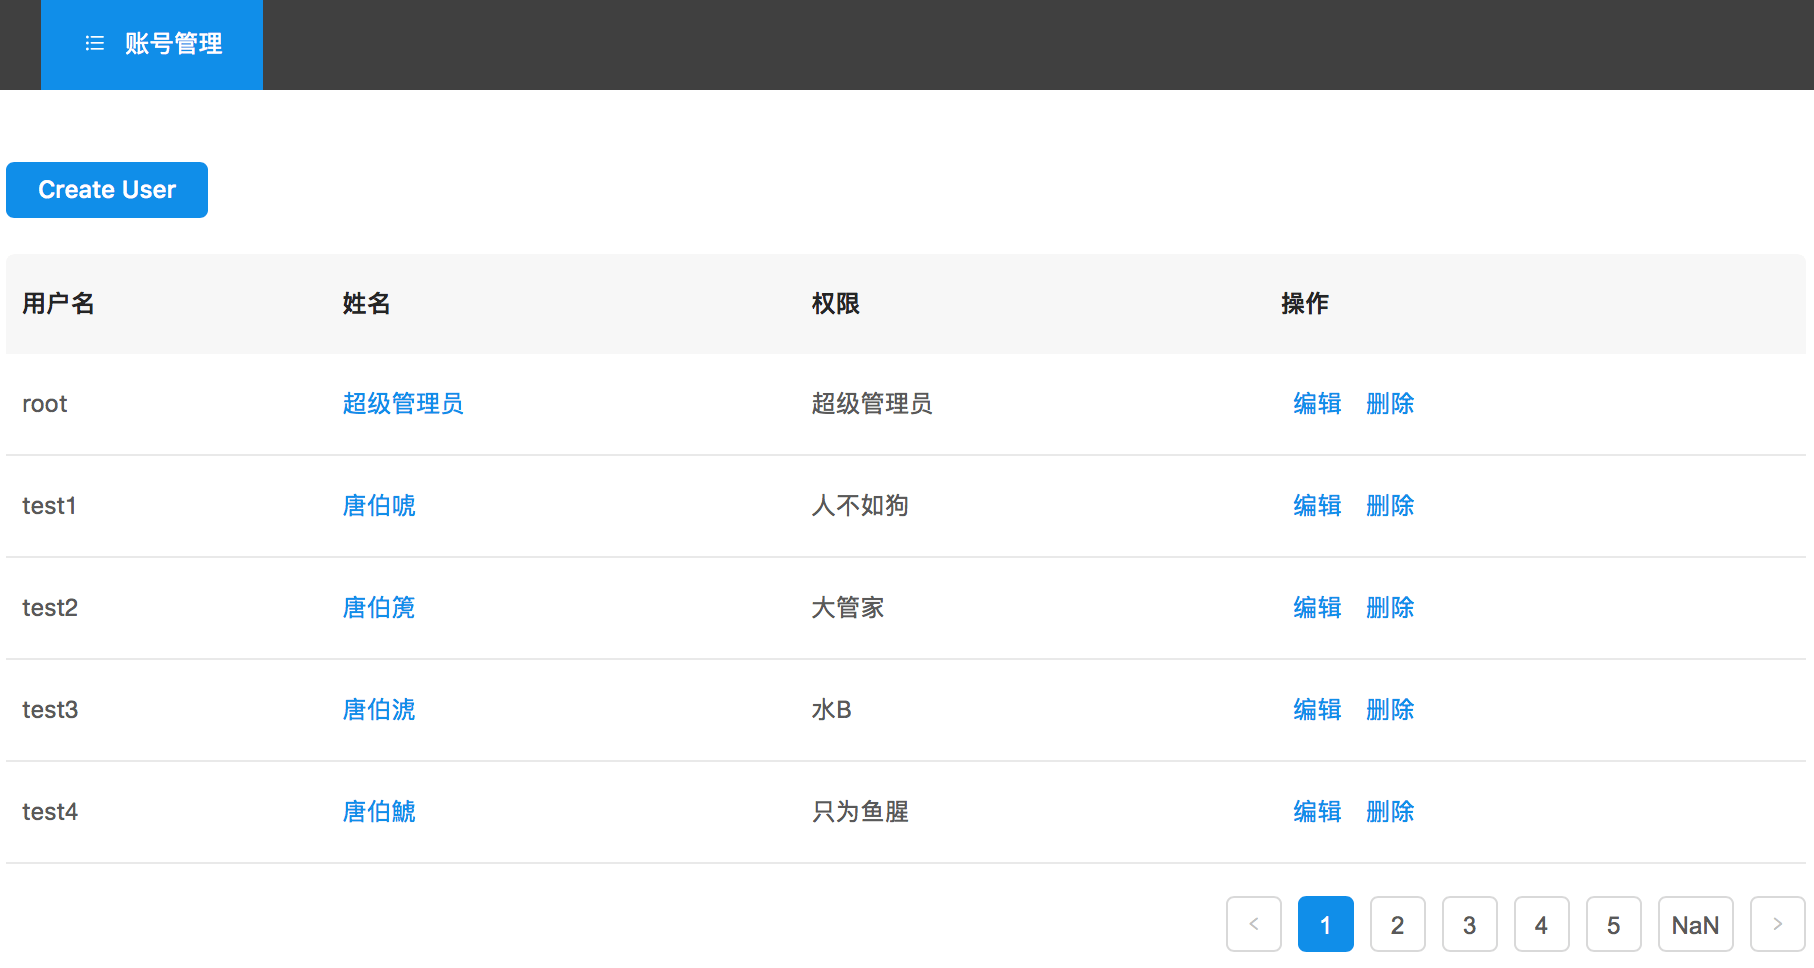 账号管理
Create User
用户名 姓名 权限 操作
root 超级管理员 超级管理员 编辑 删除
test1 唐伯唬 人不如狗 编辑 删除
test2 唐伯箎 大管家 编辑 删除
test3 唐伯淲 水B 编辑 删除
test4 唐伯鯱 只为鱼腥 编辑 删除
< 1 2 3 4 5 NaN >